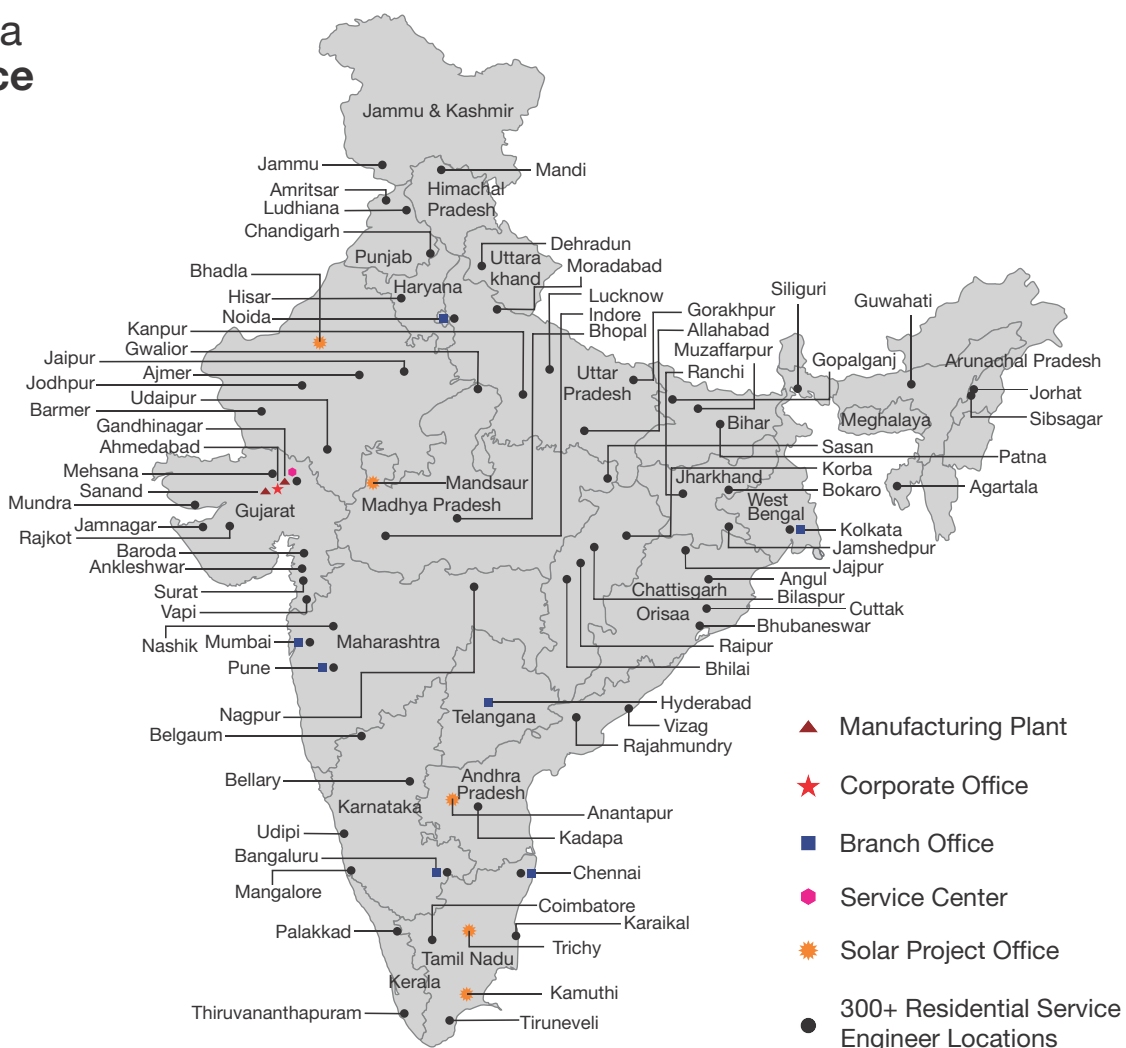 a
ce
Jammu & Kashmir
Jammu
Mandi
Amritsar
Himachal
Pradesh
Ludhiana
Chandigarh
Dehradun
Punjab
Uttara
khand
Moradabad
Bhadla
Haryana
Siliguri
Hisar
Lucknow
Guwahati
Noida
Indore
Gorakhpur
Kanpur
Bhopal
Allahabad
Gwalior
Muzaffarpur
Jaipur
Gopalganj
Arunachal Pradesh
Ajmer
Ranchi
Jodhpur
Uttar
Pradesh
Jorhat
Udaipur
Barmer
Meghalaya
Sibsagar
Gandhinagar
Bihar
Ahmedabad
Sasan
Patna
Mehsana
Korba
Sanand
Mandsaur
Jharkhand
Bokaro
Agartala
Mundra
Madhya Pradesh
West
Bengal
Gujarat
Jamnagar
Kolkata
Rajkot
Jamshedpur
Baroda
Jajpur
Ankleshwar
Angul
Surat
Chattisgarh
Bilaspur
Vapi
Orisaa
Cuttak
Bhubaneswar
Nashik
Mumbai
Maharashtra
Raipur
Pune
Bhilai
Hyderabad
Nagpur
Telangana
Vizag
Belgaum
Rajahmundry
Bellary
Andhra
Pradesh
Karnataka
Anantapur
Udipi
Kadapa
Bangaluru
Chennai
Mangalore
Coimbatore
Karaikal
Palakkad
Trichy
Tamil Nadu
Kerala
Kamuthi
Thiruvananthapuram
Tiruneveli
Manufacturing Plant
Corporate Office
Branch Office
Service Center
Solar Project Office
300+ Residential Service
Engineer Locations